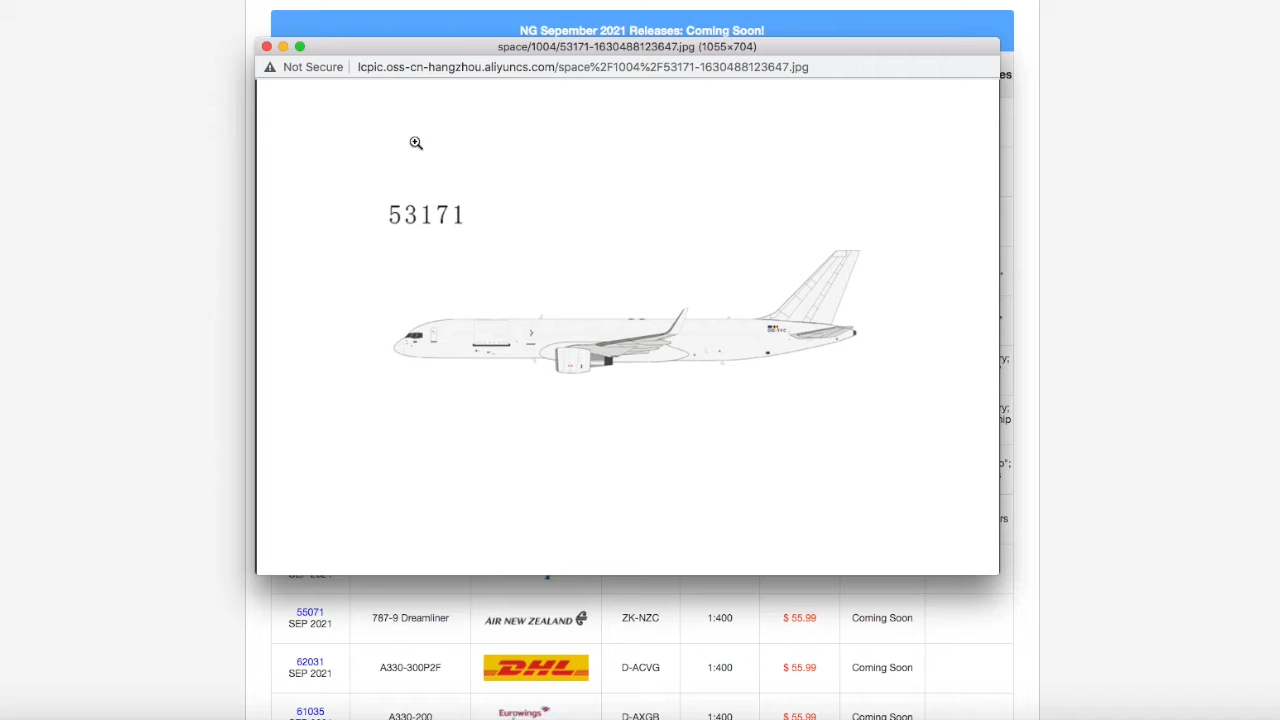 NG Sepember 2021 Releases: Coming Soon!
space/1004/53171-1630488123647.jpg (1055×704)
Not Secure lcpic.oss-cn-hangzhou.aliyuncs.com/space%2F1004%2F53171-1630488123647.jpg
53171
55071
SEP 2021 787-9 Dreamliner AIR NEW ZEALAND ZK-NZC 1:400 $ 55.99 Coming Soon
62031
SEP 2021 A330-300P2F DHL D-ACVG 1:400 $ 55.99 Coming Soon
61035
A330-200 Eurowings D-AXGB 1:400 $ 55.99 Coming Soon